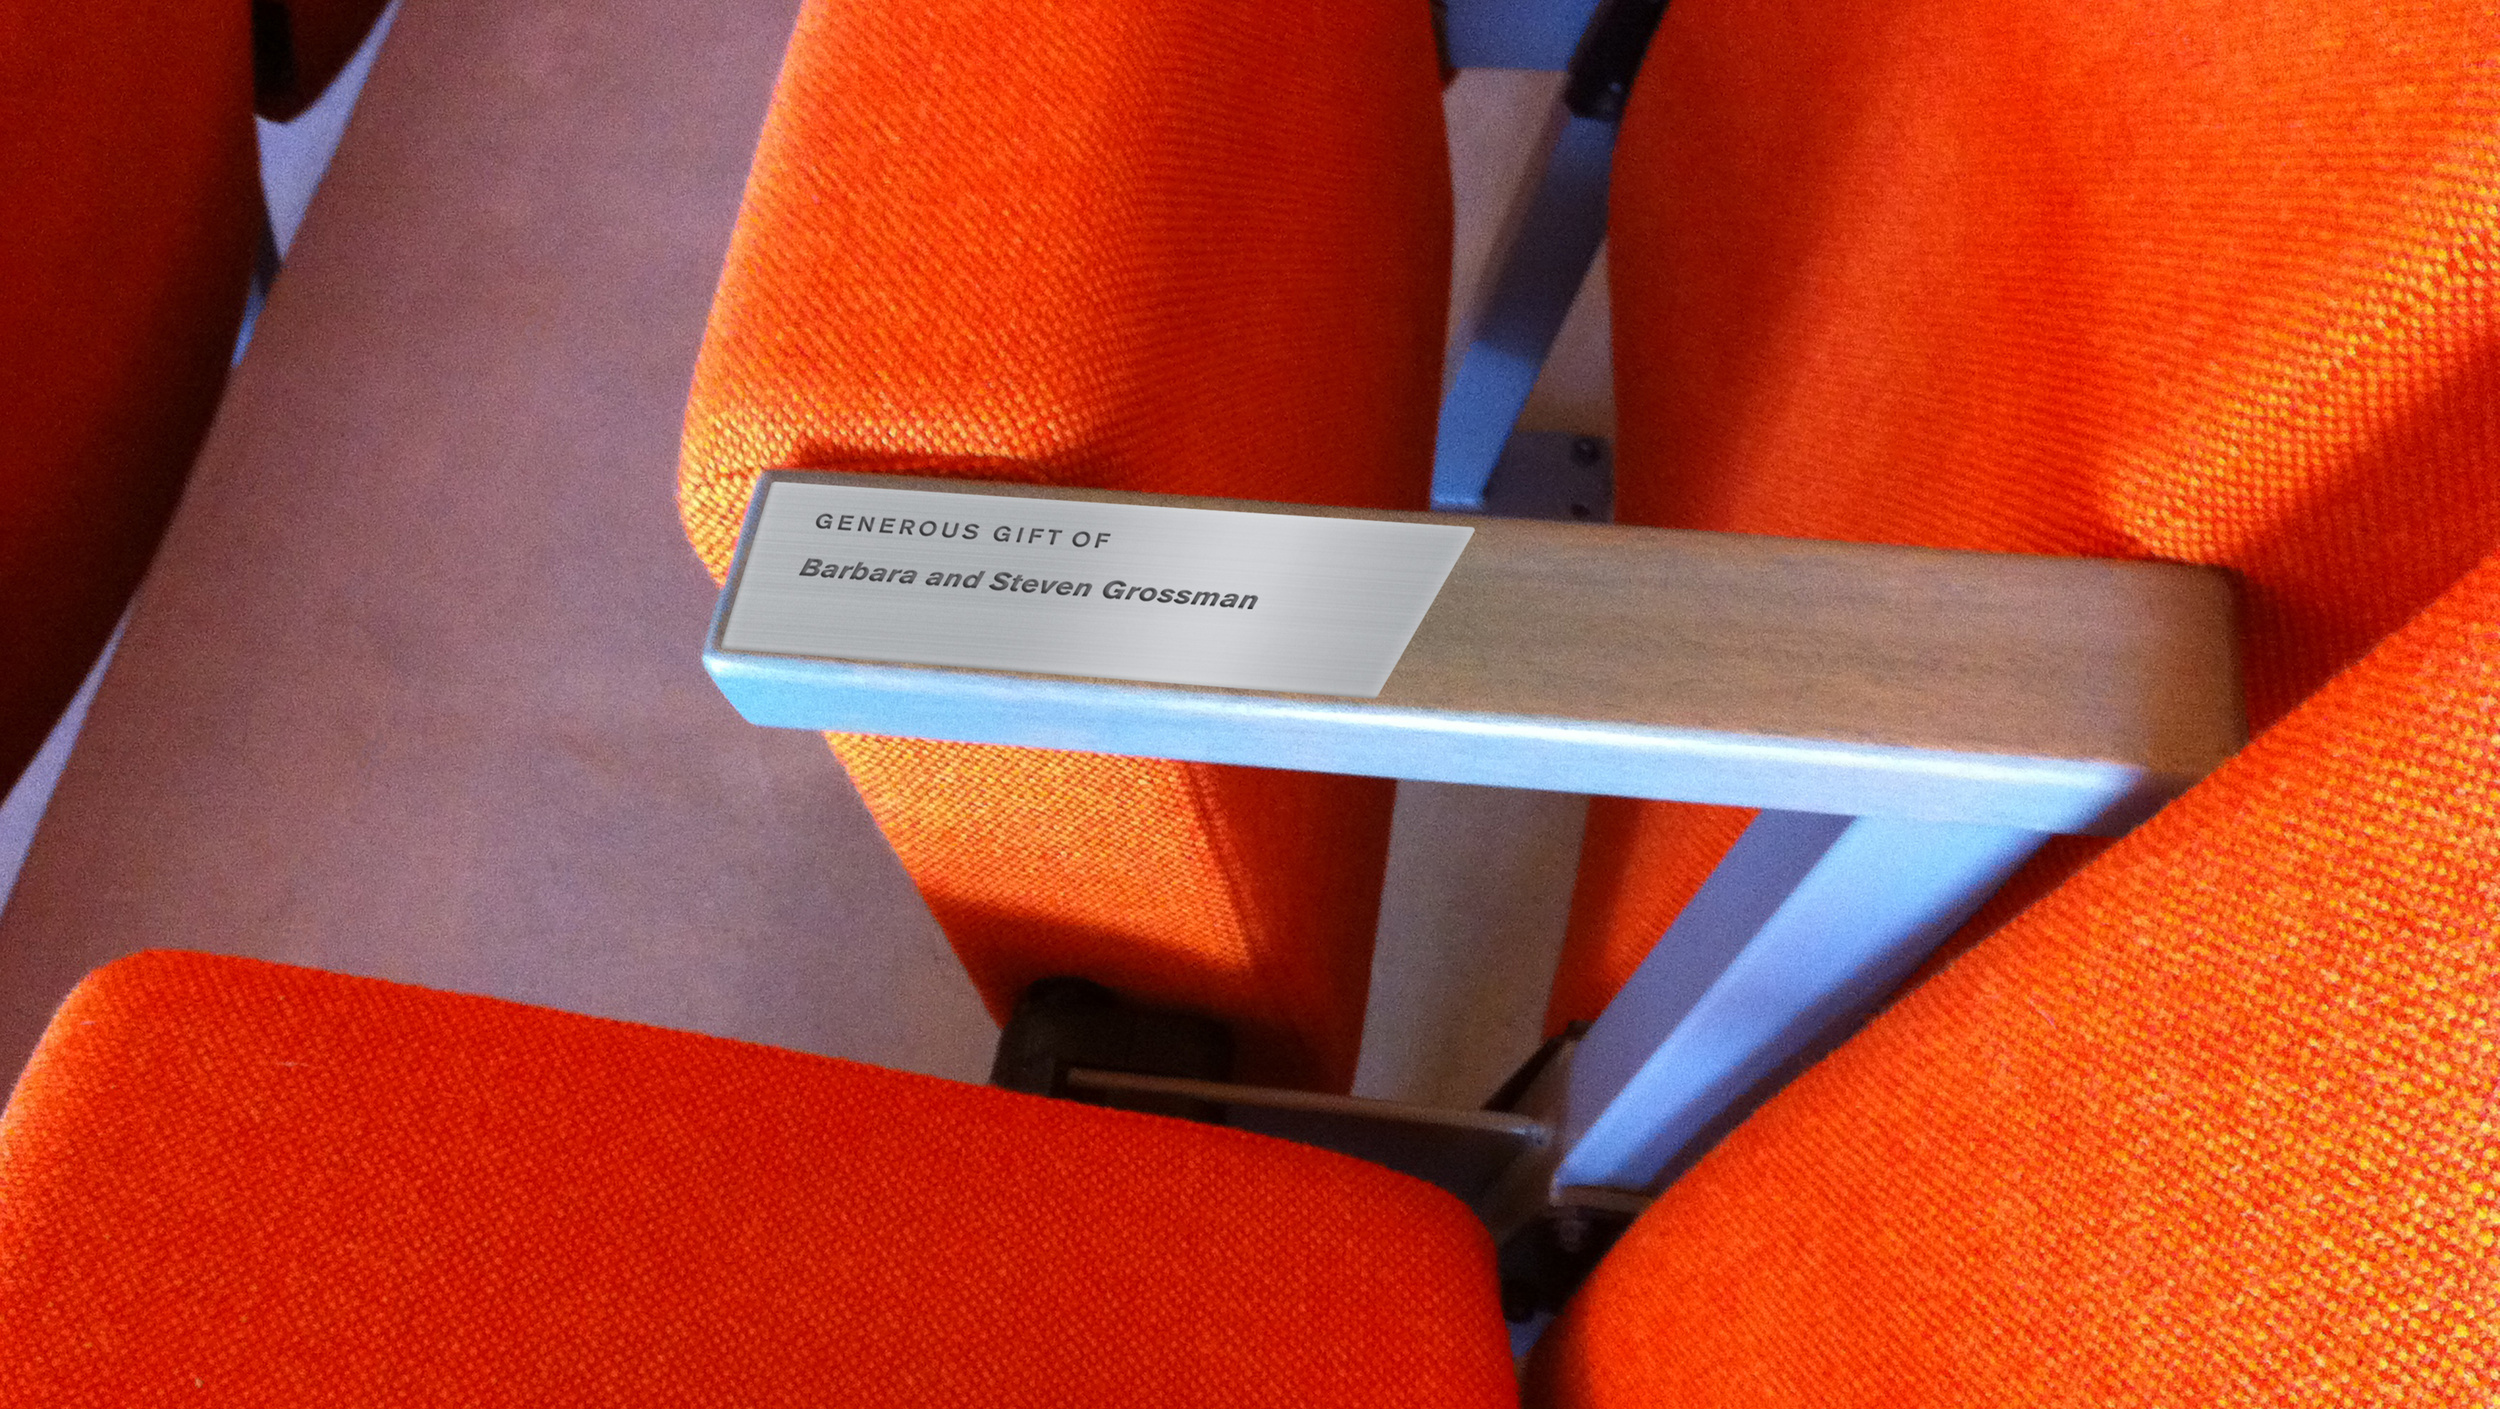 GENEROUS GIFT OF
Barbara and Steven Grossman